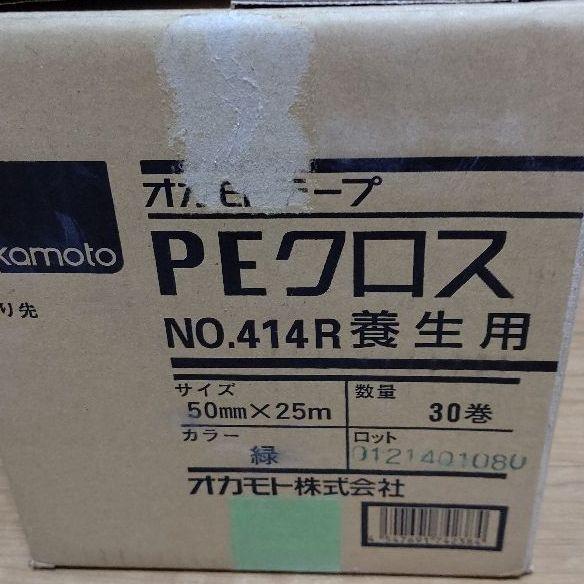 kamoto
り先
オカモトテープ
PEクロス
NO.414R 養生用
サイズ
50mm×25m
数量
30巻
カラー
緑
ロット
オカモト株式会社